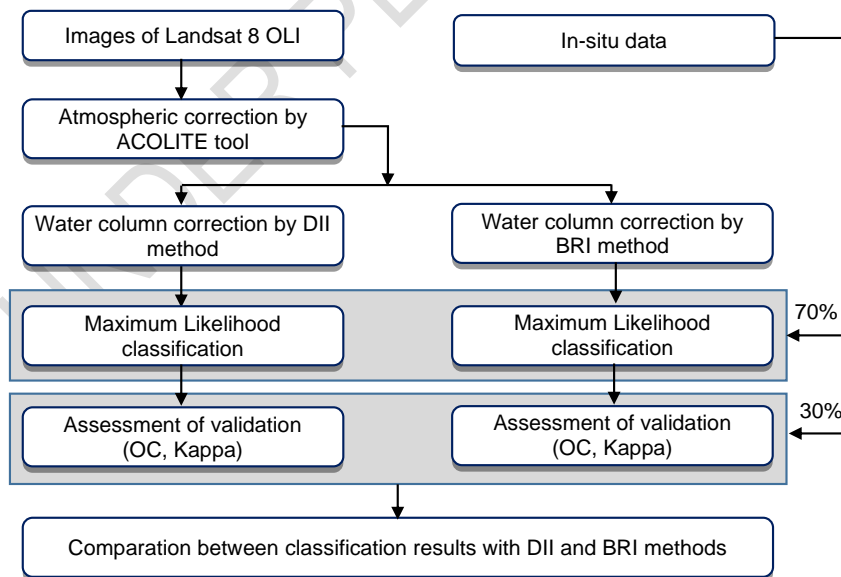 Images of Landsat 8 OLI
In-situ data
Atmospheric correction by
ACOLITE tool
Water column correction by DII
method
Water column correction by
BRI method
Maximum Likelihood
classification
Maximum Likelihood
classification
70%
Assessment of validation
(OC, Kappa)
Assessment of validation
(OC, Kappa)
30%
Comparation between classification results with DII and BRI methods
UNDER PE